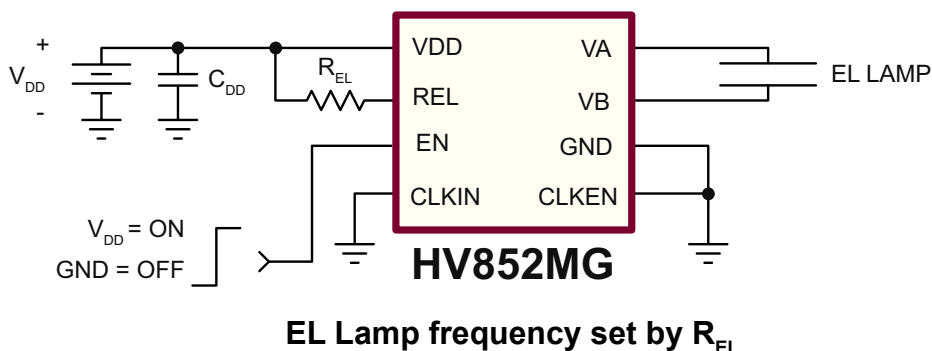 +
V_DD
-
C_DD
R_EL
VDD
REL
EN
CLKIN
VA
VB
GND
CLKEN
EL LAMP
V_DD = ON
GND = OFF
HV852MG
EL Lamp frequency set by R_EL